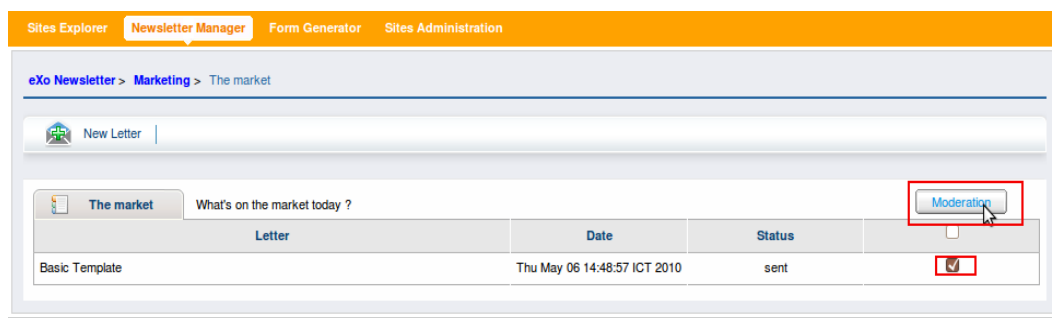 Sites Explorer Newsletter Manager Form Generator Sites Administration
eXo Newsletter > Marketing > The market
New Letter
The market What's on the market today ? Moderation
Letter Date Status
Basic Template Thu May 06 14:48:57 ICT 2010 sent